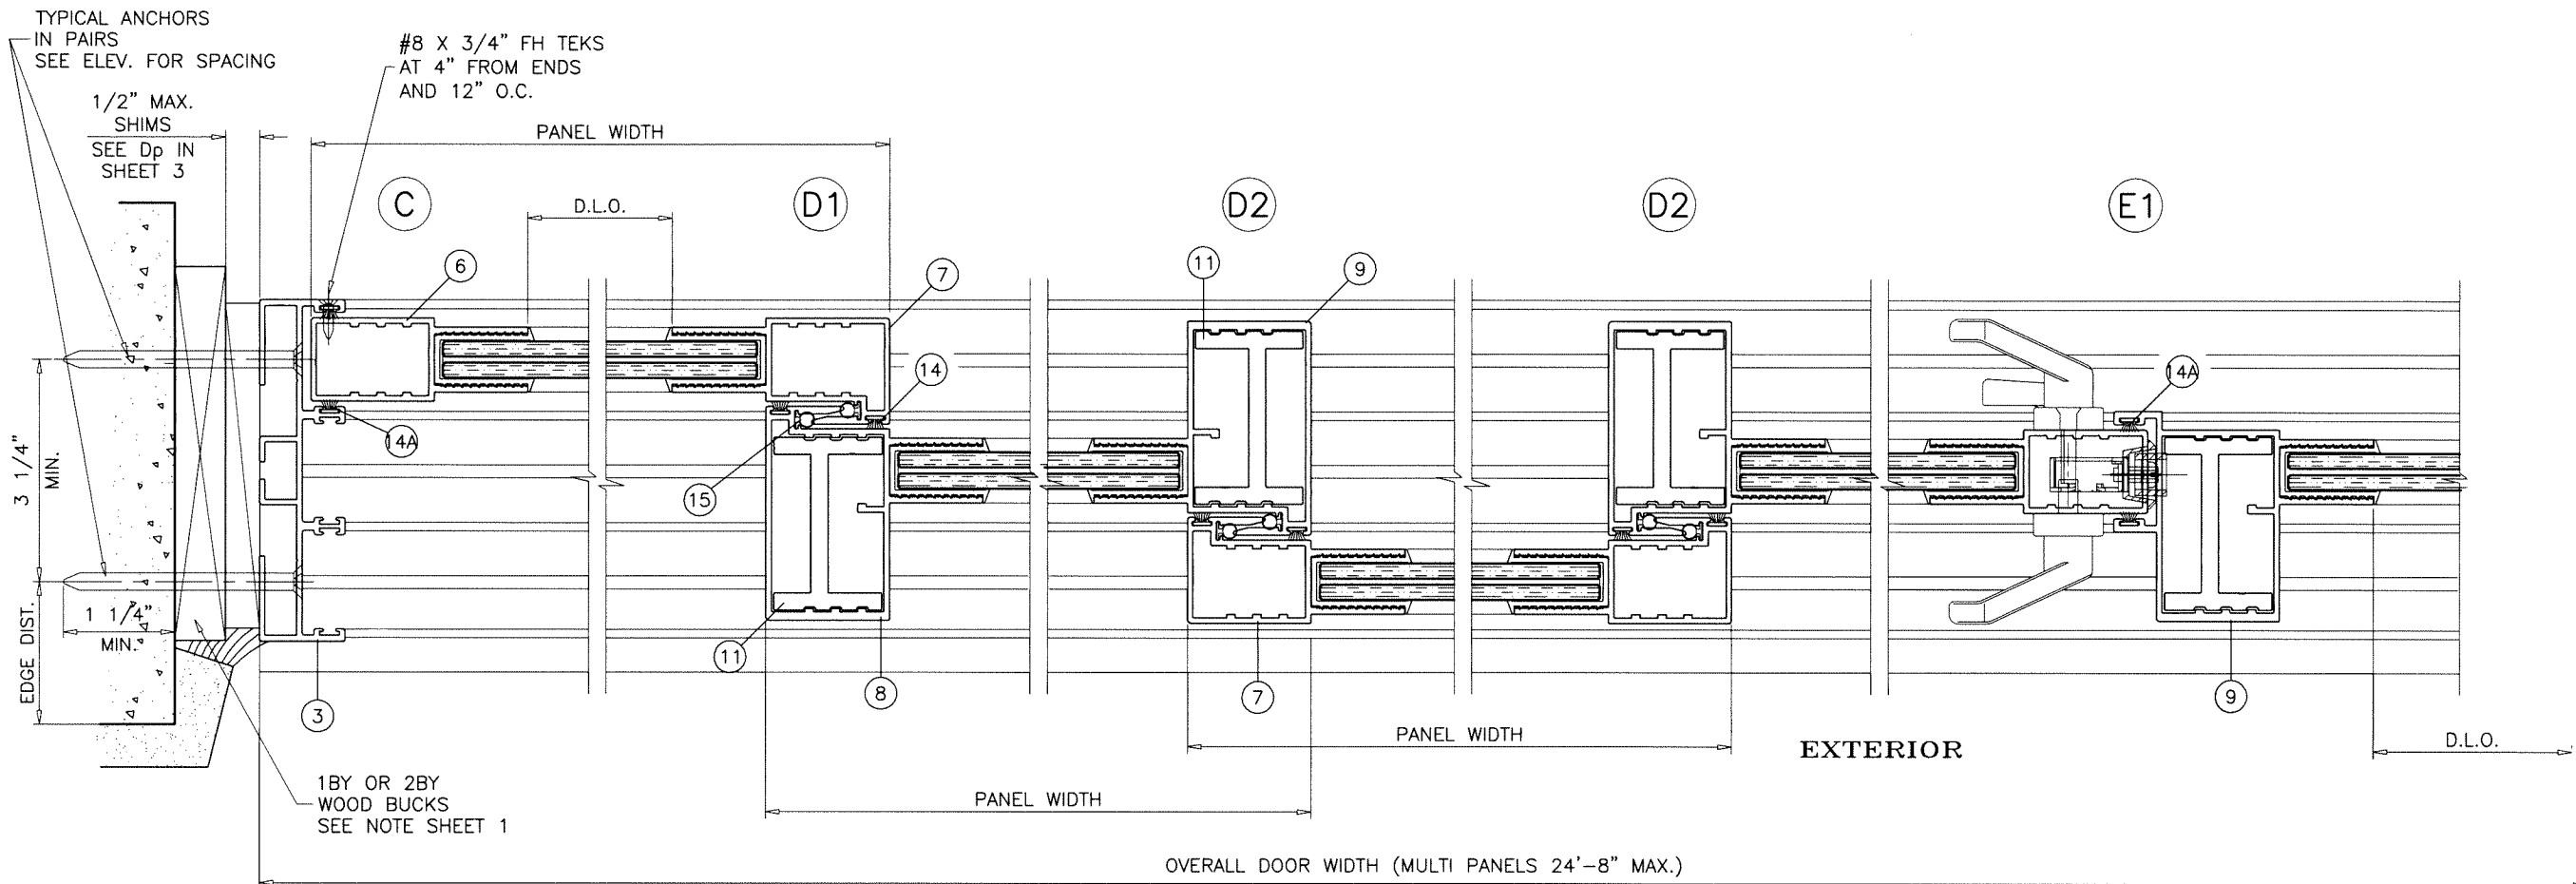 TYPICAL ANCHORS
IN PAIRS
SEE ELEV. FOR SPACING
#8 X 3/4" FH TEKS
AT 4" FROM ENDS
AND 12" O.C.
1/2" MAX.
SHIMS
SEE Dp IN
SHEET 3
PANEL WIDTH
C
D.L.O.
D1
D2
D2
E1
6
7
11
9
14
14A
14A
15
3 1/4"
MIN.
1 1/4"
MIN.
EDGE DIST.
11
8
3
7
9
PANEL WIDTH
EXTERIOR
D.L.O.
1BY OR 2BY
WOOD BUCKS
SEE NOTE SHEET 1
PANEL WIDTH
OVERALL DOOR WIDTH (MULTI PANELS 24'-8" MAX.)